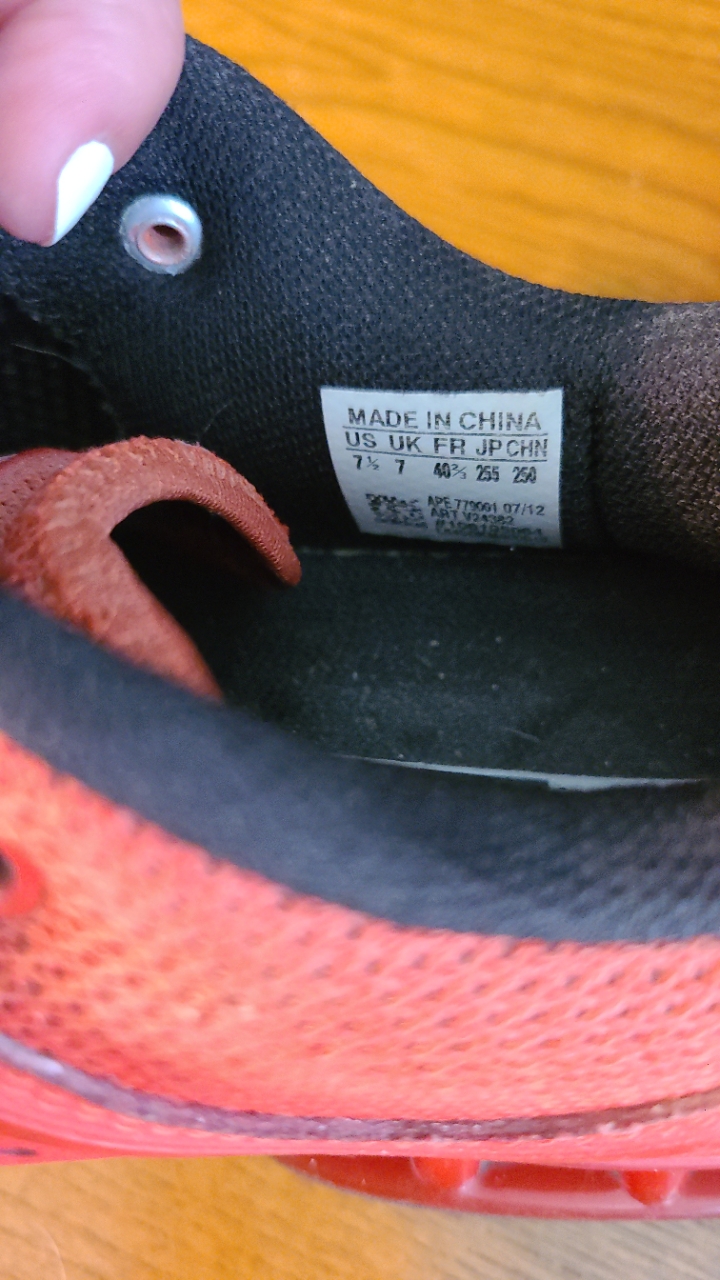 MADE IN CHINA
US UK FR JP CHN
7½ 7 40⅔ 255 250
APE 779001 07/12
ART V24382